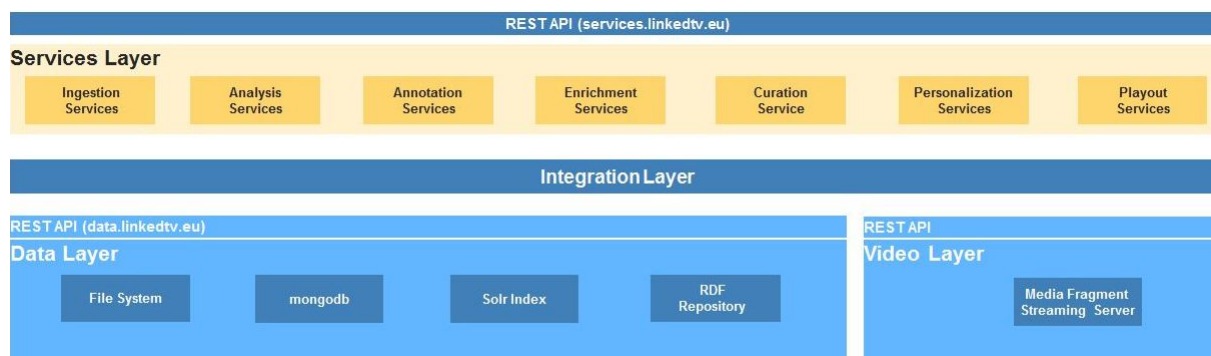 REST API (services.linkedtv.eu)
Services Layer
Ingestion
Services
Analysis
Services
Annotation
Services
Enrichment
Services
Curation
Service
Personalization
Services
Playout
Services
Integration Layer
REST API (data.linkedtv.eu)
Data Layer
File System
mongodb
Solr Index
RDF
Repository
REST API
Video Layer
Media Fragment
Streaming Server